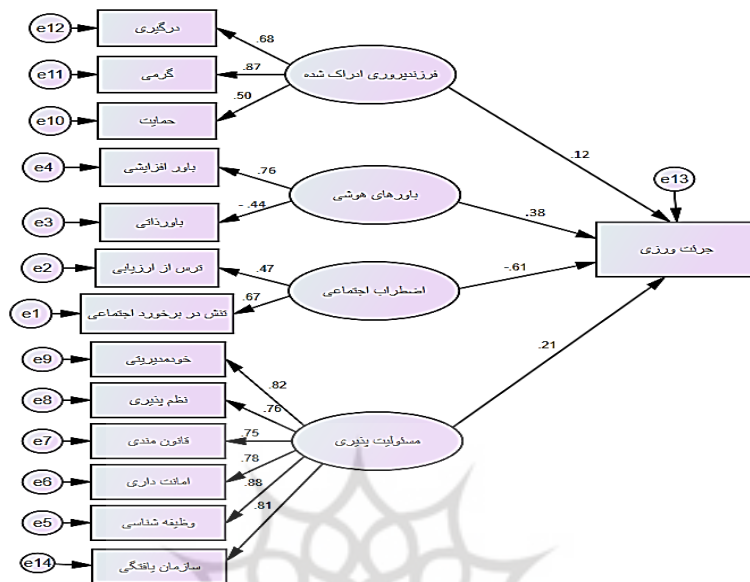 e12
درگیری
.68
e11
گرمی
.87
فرزندپروری ادراک شده
e10
حمایت
.50
.12
e4
باور افزایشی
.76
باورهای هوشی
e13
e3
باورذاتی
-.44
.38
جرئت ورزی
e2
ترس از ارزیابی
.47
اضطراب اجتماعی
-.61
e1
تنش در برخورد اجتماعی
.67
e9
خودمدیریتی
.82
.21
e8
نظم پذیری
.76
e7
قانون مندی
.75
مسئولیت پذیری
e6
امانت داری
.78
e5
وظیفه شناسی
.88
e14
سازمان یافتگی
.81